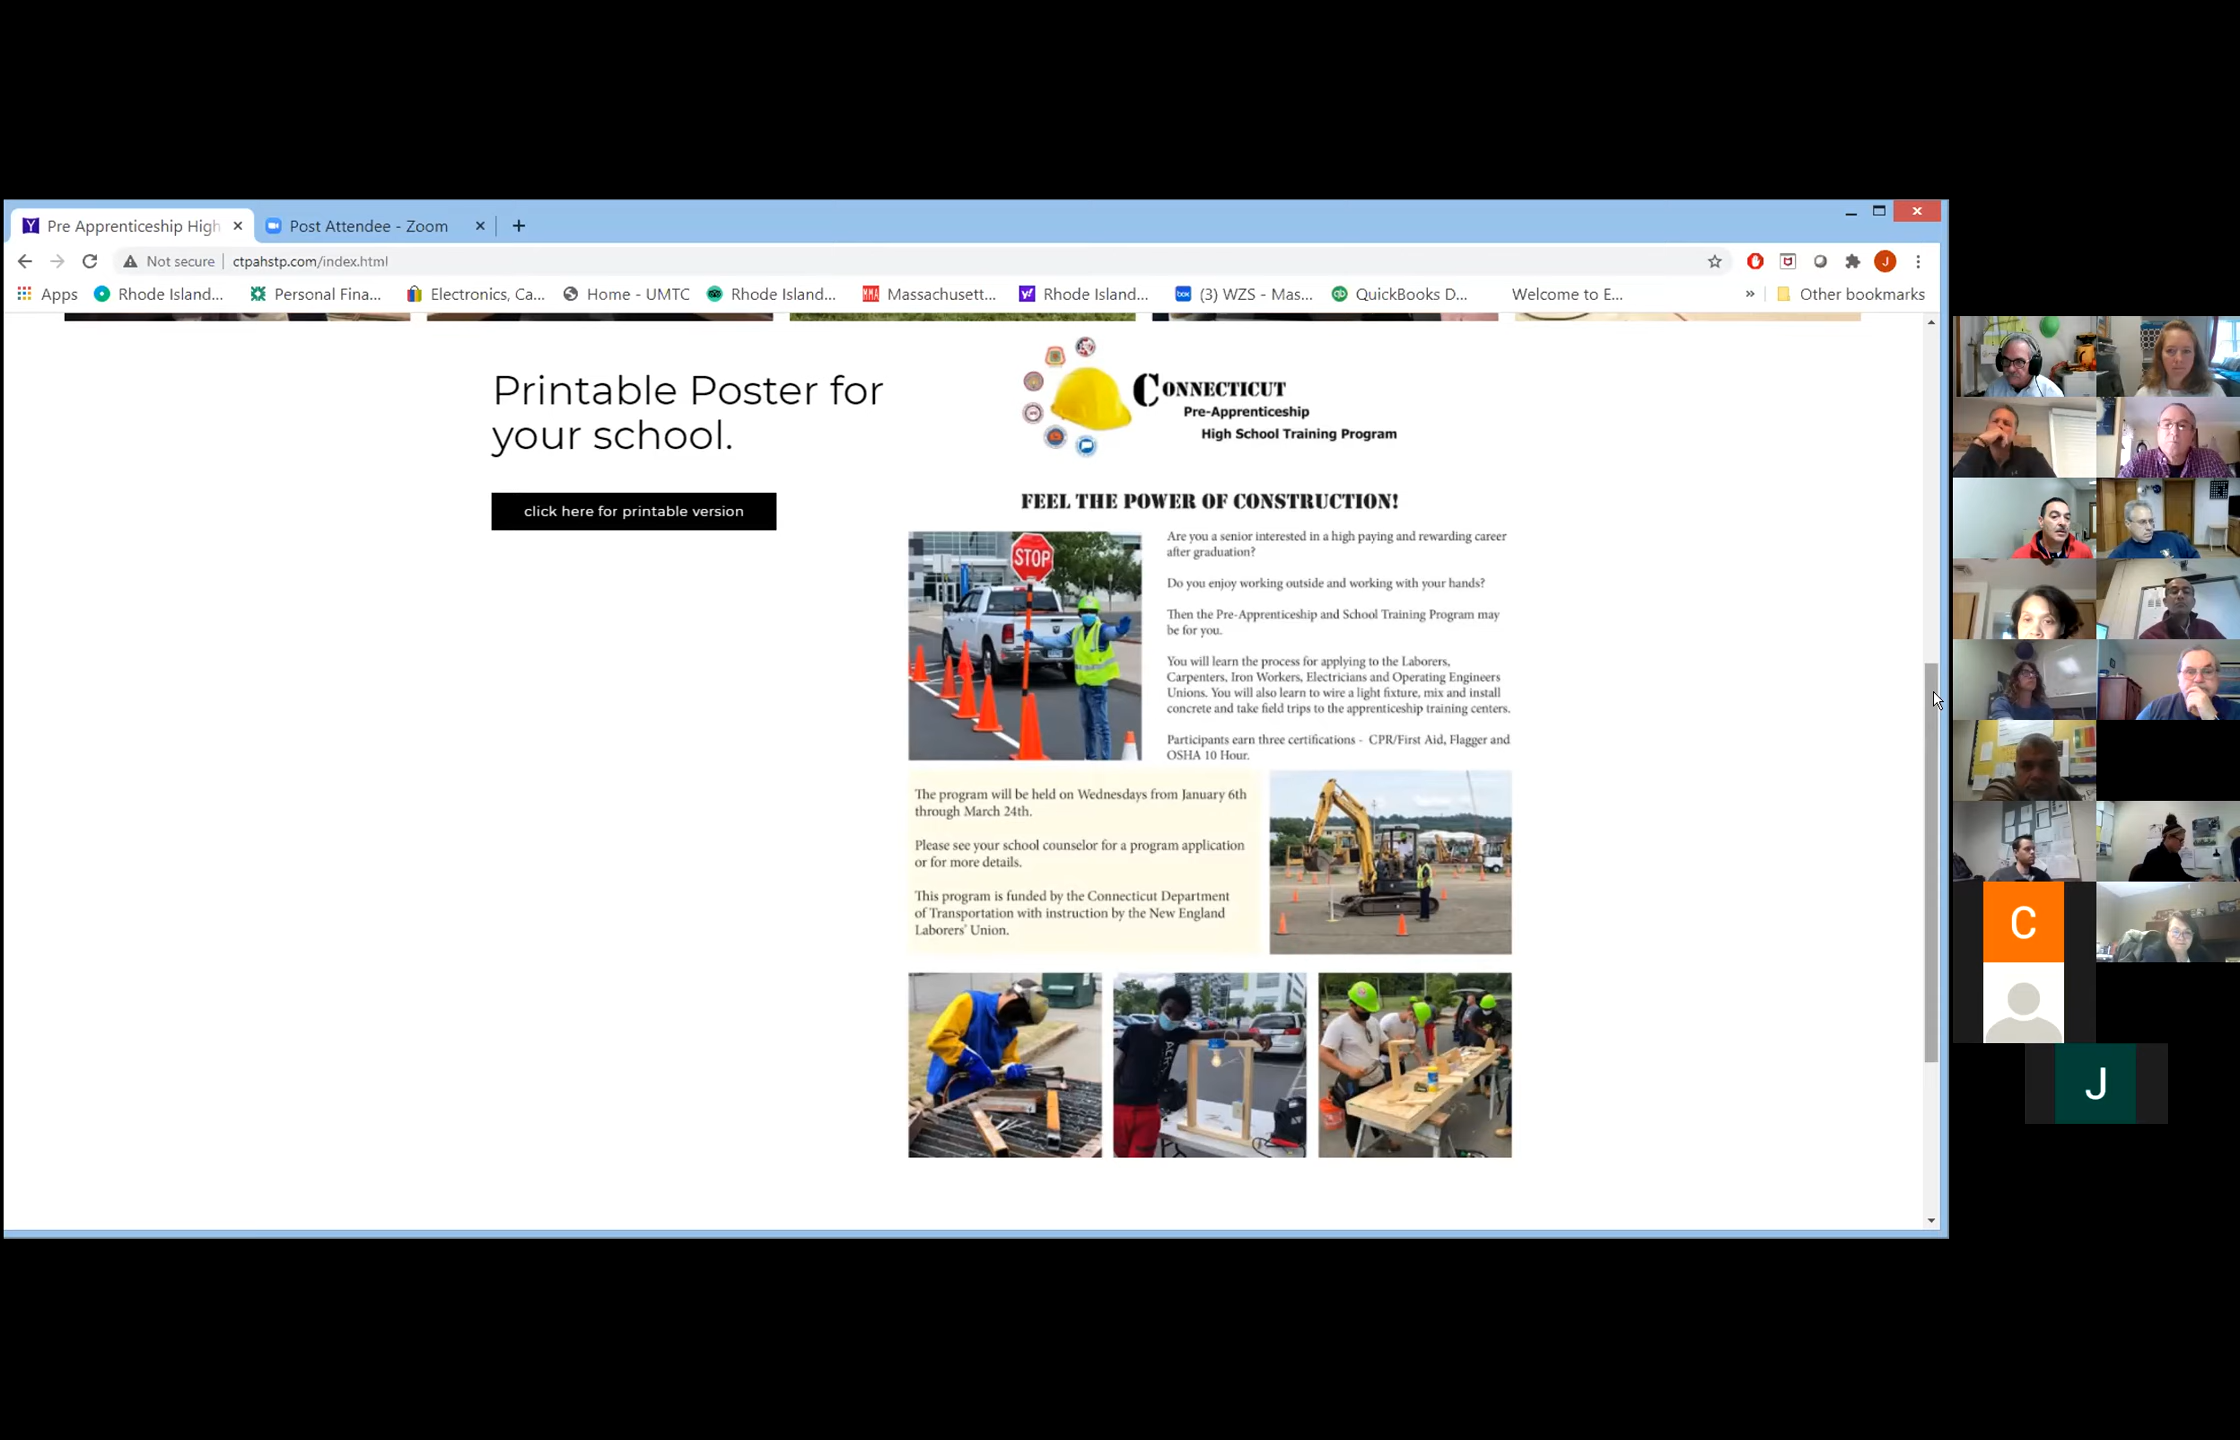 Pre Apprenticeship High
Post Attendee - Zoom
Not secure
ctpahstp.com/index.html
J
Apps
Rhode Island...
Personal Fina...
Electronics, Ca...
Home - UMTC
Rhode Island...
Massachusett...
Rhode Island...
(3) WZS - Mas...
QuickBooks D...
Welcome to E...
»
Other bookmarks
Printable Poster for
your school.
click here for printable version
CONNECTICUT
Pre-Apprenticeship
High School Training Program
FEEL THE POWER OF CONSTRUCTION!
STOP
Are you a senior interested in a high paying and rewarding career
after graduation?
Do you enjoy working outside and working with your hands?
Then the Pre-Apprenticeship and School Training Program may
be for you.
You will learn the process for applying to the Laborers,
Carpenters, Iron Workers, Electricians and Operating Engineers
Unions. You will also learn to wire a light fixture, mix and install
concrete and take field trips to the apprenticeship training centers.
Participants earn three certifications - CPR/First Aid, Flagger and
OSHA 10 Hour.
The program will be held on Wednesdays from January 6th
through March 24th.
Please see your school counselor for a program application
or for more details.
This program is funded by the Connecticut Department
of Transportation with instruction by the New England
Laborers' Union.
C
J